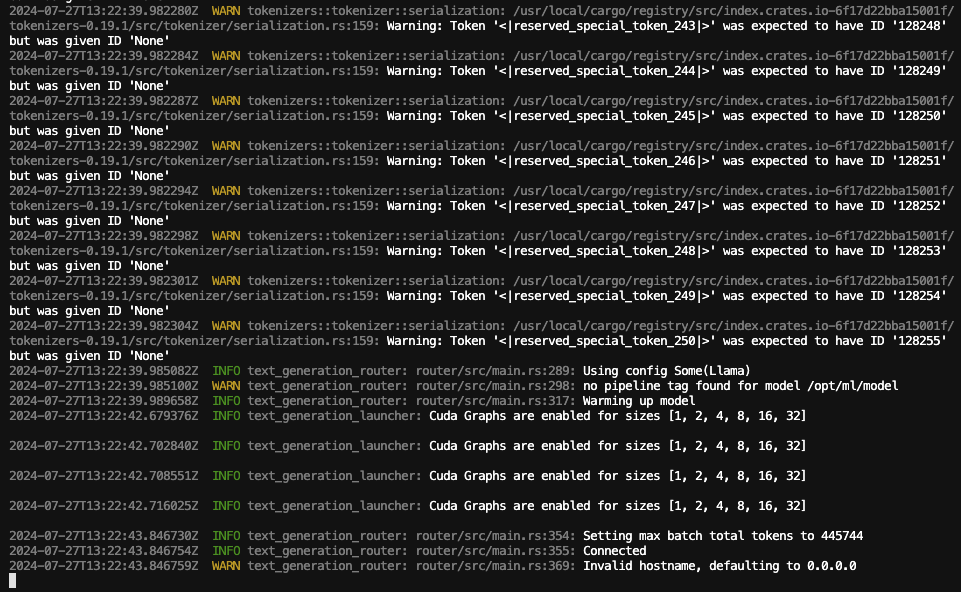 2024-07-27T13:22:39.982280Z  WARN tokenizers::tokenizer::serialization: /usr/local/cargo/registry/src/index.crates.io-6f17d22bba15001f/
tokenizers-0.19.1/src/tokenizer/serialization.rs:159: Warning: Token '<|reserved_special_token_243|>' was expected to have ID '128248'
but was given ID 'None'
2024-07-27T13:22:39.982284Z  WARN tokenizers::tokenizer::serialization: /usr/local/cargo/registry/src/index.crates.io-6f17d22bba15001f/
tokenizers-0.19.1/src/tokenizer/serialization.rs:159: Warning: Token '<|reserved_special_token_244|>' was expected to have ID '128249'
but was given ID 'None'
2024-07-27T13:22:39.982287Z  WARN tokenizers::tokenizer::serialization: /usr/local/cargo/registry/src/index.crates.io-6f17d22bba15001f/
tokenizers-0.19.1/src/tokenizer/serialization.rs:159: Warning: Token '<|reserved_special_token_245|>' was expected to have ID '128250'
but was given ID 'None'
2024-07-27T13:22:39.982290Z  WARN tokenizers::tokenizer::serialization: /usr/local/cargo/registry/src/index.crates.io-6f17d22bba15001f/
tokenizers-0.19.1/src/tokenizer/serialization.rs:159: Warning: Token '<|reserved_special_token_246|>' was expected to have ID '128251'
but was given ID 'None'
2024-07-27T13:22:39.982294Z  WARN tokenizers::tokenizer::serialization: /usr/local/cargo/registry/src/index.crates.io-6f17d22bba15001f/
tokenizers-0.19.1/src/tokenizer/serialization.rs:159: Warning: Token '<|reserved_special_token_247|>' was expected to have ID '128252'
but was given ID 'None'
2024-07-27T13:22:39.982298Z  WARN tokenizers::tokenizer::serialization: /usr/local/cargo/registry/src/index.crates.io-6f17d22bba15001f/
tokenizers-0.19.1/src/tokenizer/serialization.rs:159: Warning: Token '<|reserved_special_token_248|>' was expected to have ID '128253'
but was given ID 'None'
2024-07-27T13:22:39.982301Z  WARN tokenizers::tokenizer::serialization: /usr/local/cargo/registry/src/index.crates.io-6f17d22bba15001f/
tokenizers-0.19.1/src/tokenizer/serialization.rs:159: Warning: Token '<|reserved_special_token_249|>' was expected to have ID '128254'
but was given ID 'None'
2024-07-27T13:22:39.982304Z  WARN tokenizers::tokenizer::serialization: /usr/local/cargo/registry/src/index.crates.io-6f17d22bba15001f/
tokenizers-0.19.1/src/tokenizer/serialization.rs:159: Warning: Token '<|reserved_special_token_250|>' was expected to have ID '128255'
but was given ID 'None'
2024-07-27T13:22:39.985082Z  INFO text_generation_router: router/src/main.rs:289: Using config Some(Llama)
2024-07-27T13:22:39.985100Z  WARN text_generation_router: router/src/main.rs:298: no pipeline tag found for model /opt/ml/model
2024-07-27T13:22:39.989658Z  INFO text_generation_router: router/src/main.rs:317: Warming up model
2024-07-27T13:22:42.679376Z  INFO text_generation_launcher: Cuda Graphs are enabled for sizes [1, 2, 4, 8, 16, 32]
2024-07-27T13:22:42.702840Z  INFO text_generation_launcher: Cuda Graphs are enabled for sizes [1, 2, 4, 8, 16, 32]
2024-07-27T13:22:42.708551Z  INFO text_generation_launcher: Cuda Graphs are enabled for sizes [1, 2, 4, 8, 16, 32]
2024-07-27T13:22:42.716025Z  INFO text_generation_launcher: Cuda Graphs are enabled for sizes [1, 2, 4, 8, 16, 32]
2024-07-27T13:22:43.846730Z  INFO text_generation_router: router/src/main.rs:354: Setting max batch total tokens to 445744
2024-07-27T13:22:43.846754Z  INFO text_generation_router: router/src/main.rs:355: Connected
2024-07-27T13:22:43.846759Z  WARN text_generation_router: router/src/main.rs:369: Invalid hostname, defaulting to 0.0.0.0